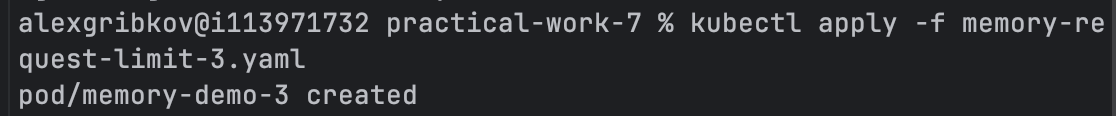 alexgribkov@i113971732 practical-work-7 % kubectl apply -f memory-re
quest-limit-3.yaml
pod/memory-demo-3 created